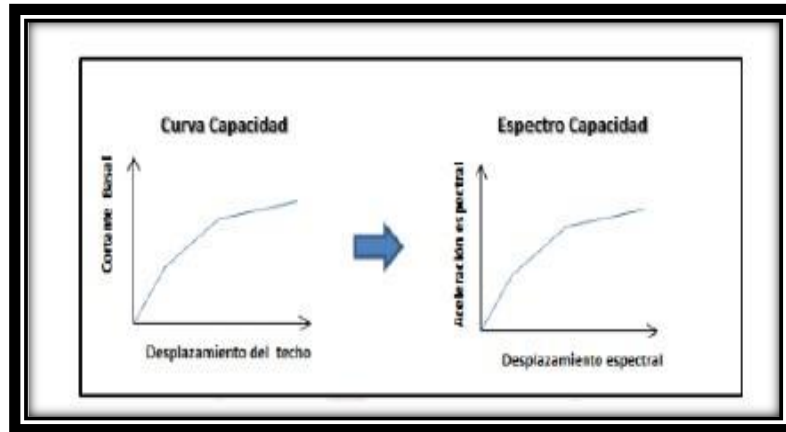 Curva Capacidad
Cortante Basal
Desplazamiento del techo
Espectro Capacidad
Aceleración espectral
Desplazamiento espectral